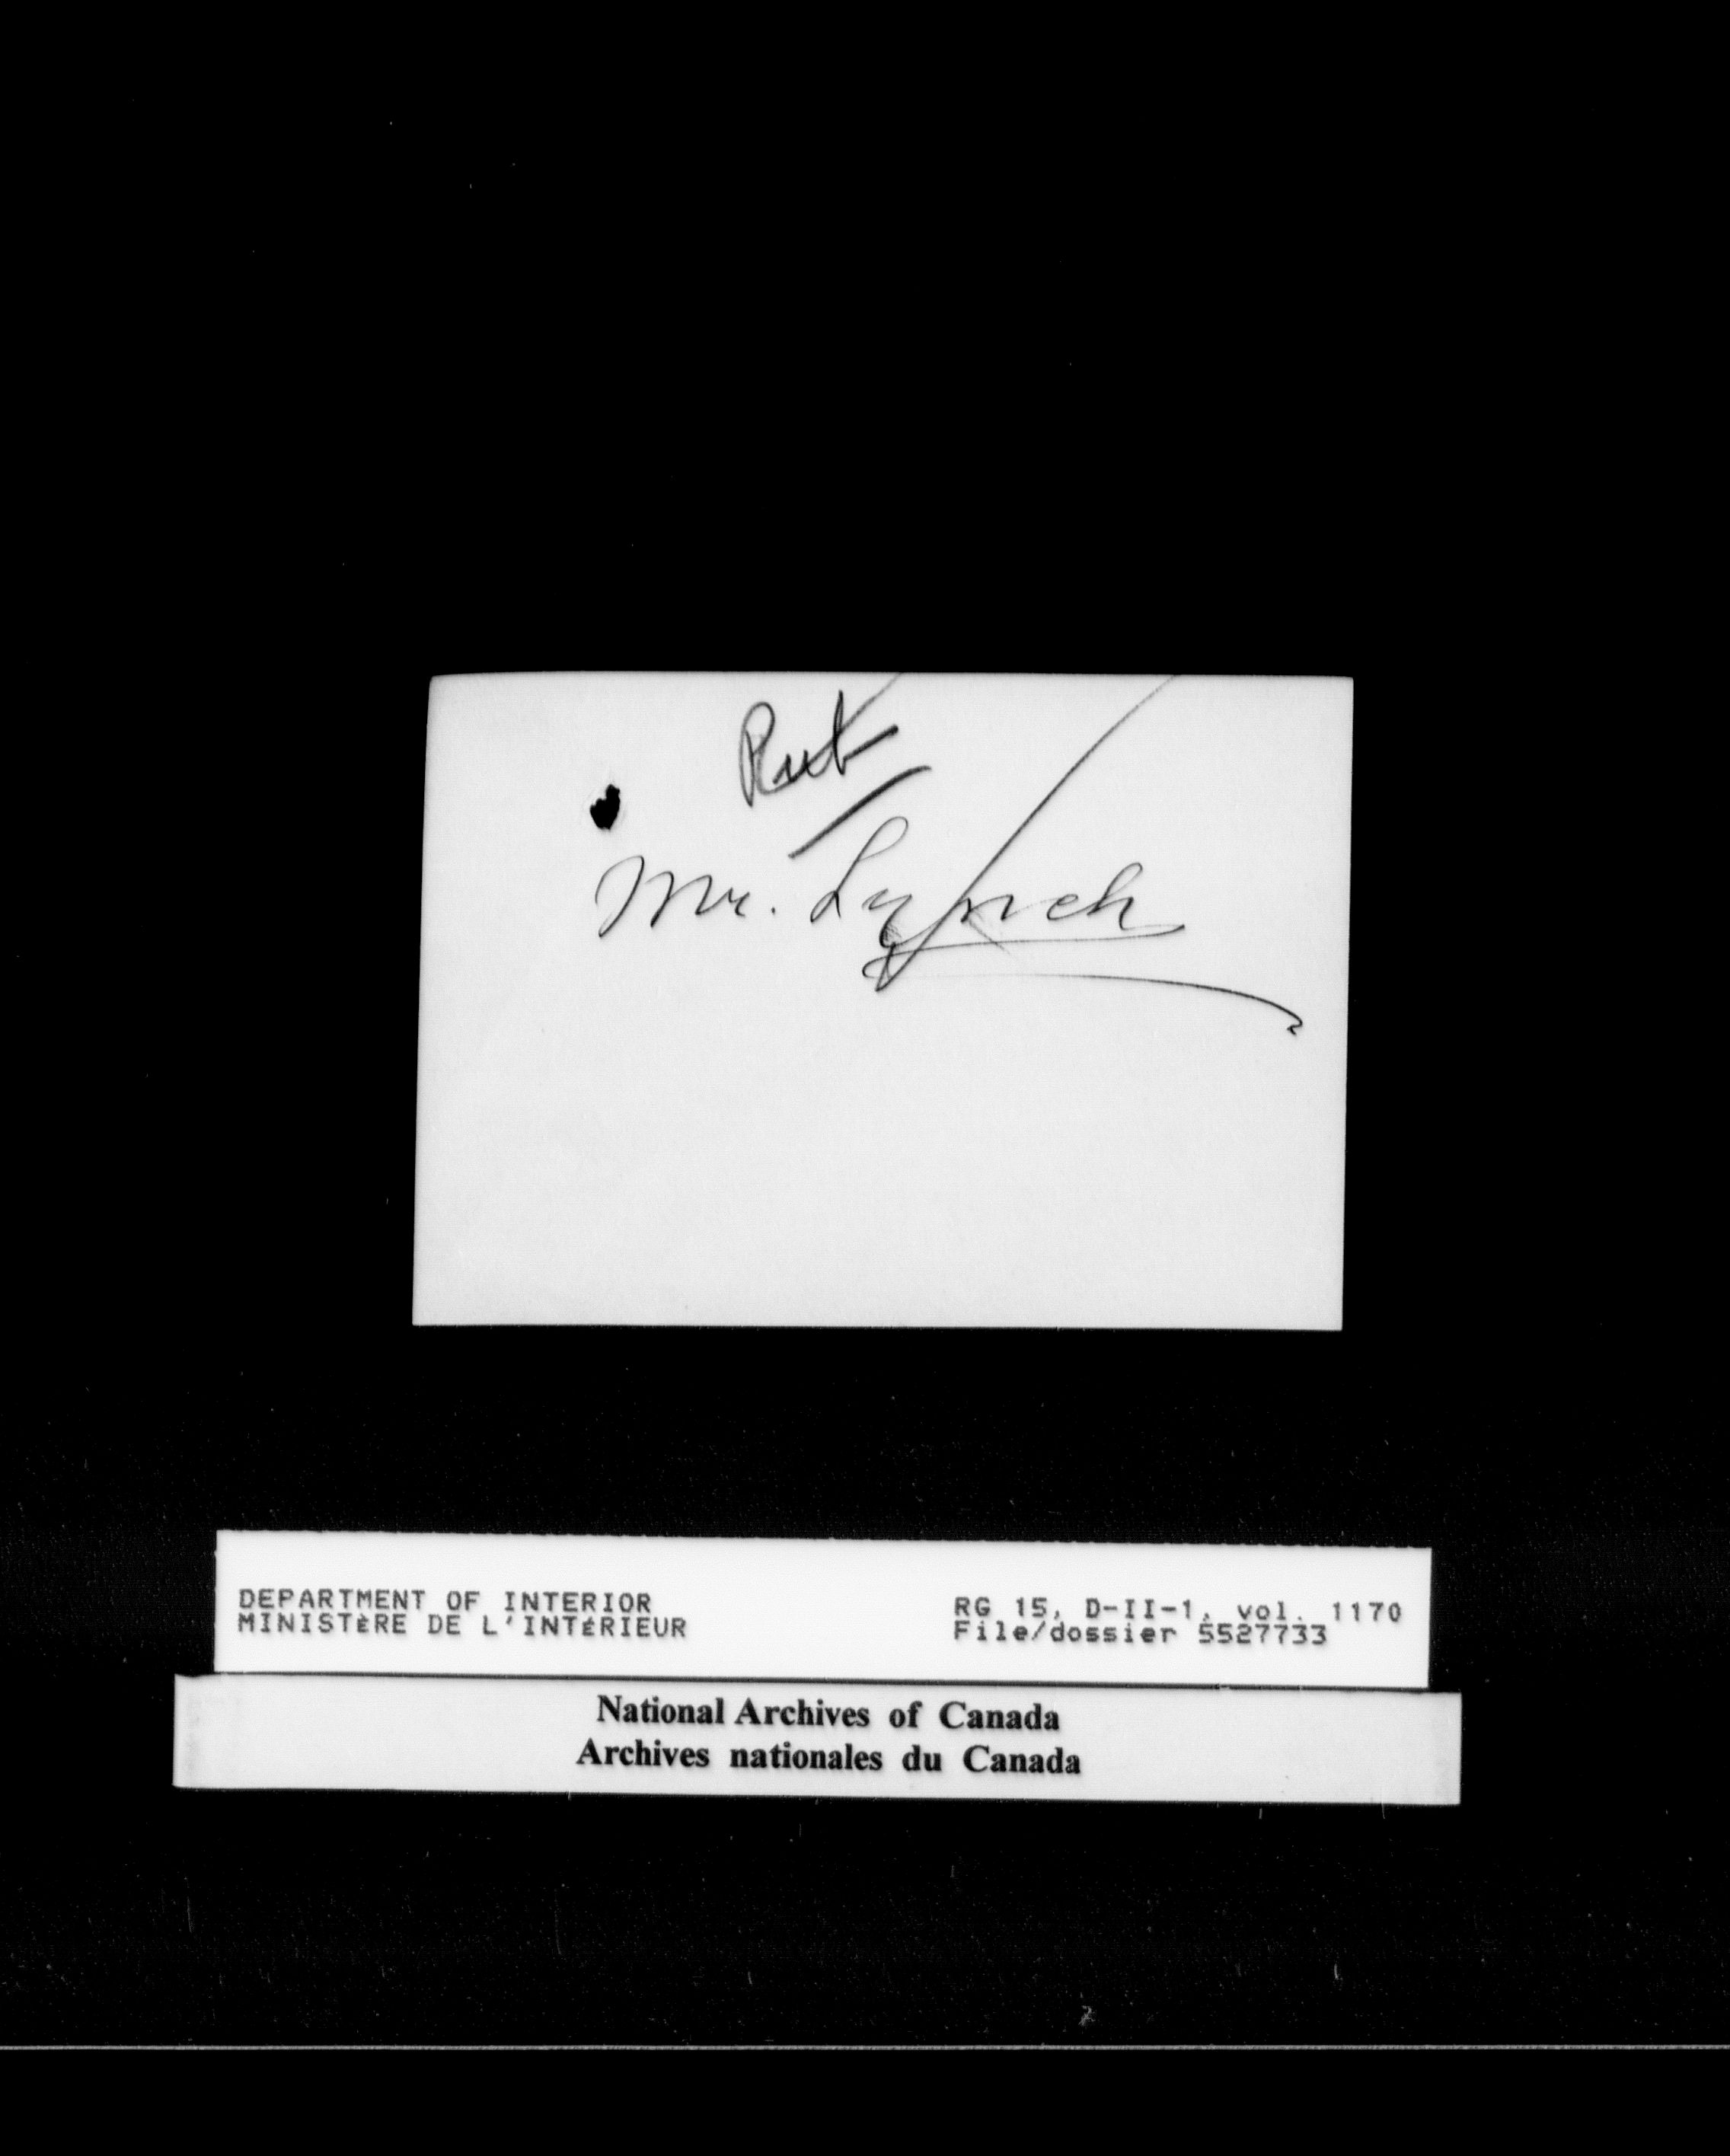 Mr. Lynch
DEPARTMENT OF INTERIOR
MINISTÈRE DE L'INTÉRIEUR
RG 15, D-II-1, vol. 1170
File/dossier 5527733
National Archives of Canada
Archives nationales du Canada